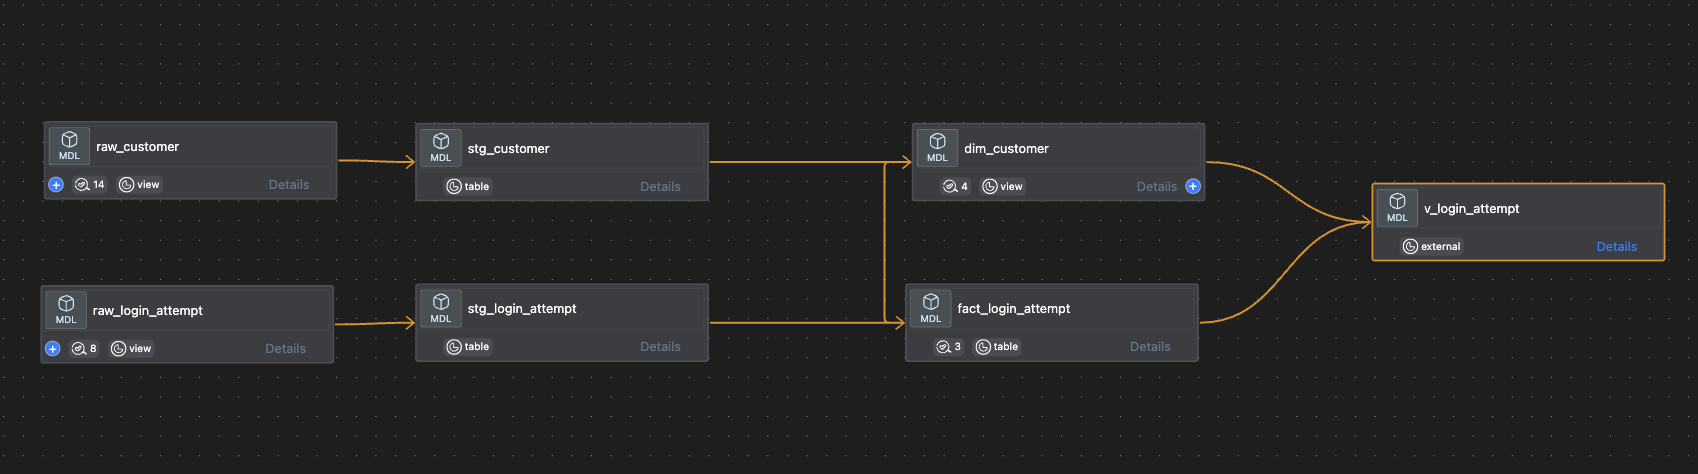 MDL
raw_customer
14
view
Details
MDL
stg_customer
table
Details
MDL
dim_customer
4
view
Details
MDL
v_login_attempt
external
Details
MDL
raw_login_attempt
8
view
Details
MDL
stg_login_attempt
table
Details
MDL
fact_login_attempt
3
table
Details